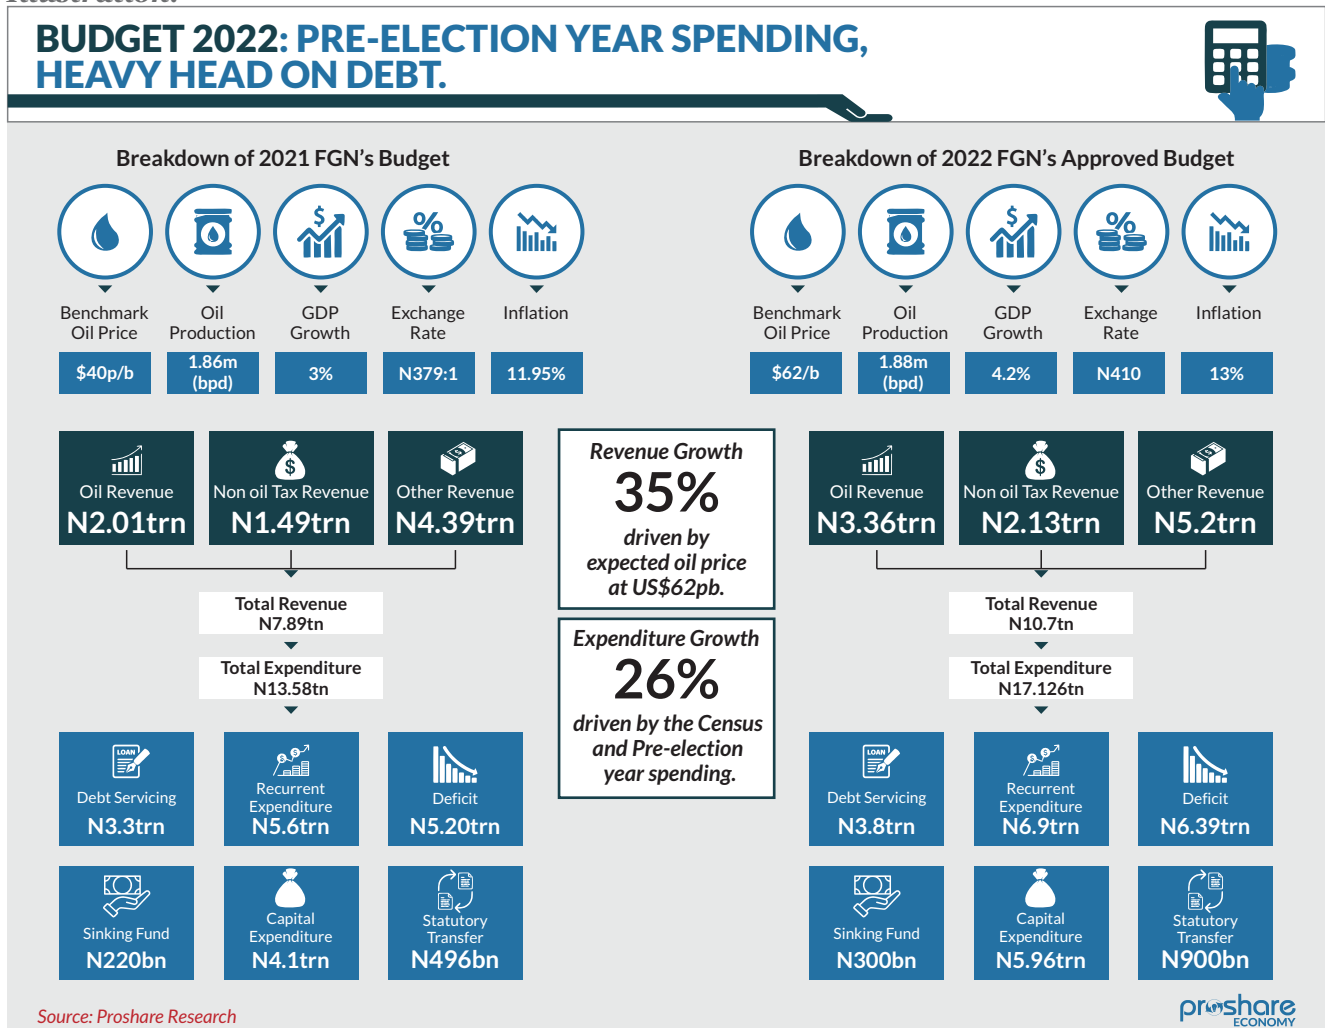 BUDGET 2022: PRE-ELECTION YEAR SPENDING,
HEAVY HEAD ON DEBT.
Breakdown of 2021 FGN's Budget
Benchmark
Oil Price
$40p/b
Oil
Production
1.86m
(bpd)
GDP
Growth
3%
Exchange
Rate
N379:1
Inflation
11.95%
Oil Revenue
N2.01trn
Non oil Tax Revenue
N1.49trn
Other Revenue
N4.39trn
Total Revenue
N7.89tn
Total Expenditure
N13.58tn
LOAN
Debt Servicing
N3.3trn
Recurrent
Expenditure
N5.6trn
Deficit
N5.20trn
Sinking Fund
N220bn
Capital
Expenditure
N4.1trn
Statutory
Transfer
N496bn
Revenue Growth
35%
driven by
expected oil price
at US$62pb.
Expenditure Growth
26%
driven by the Census
and Pre-election
year spending.
Breakdown of 2022 FGN's Approved Budget
Benchmark
Oil Price
$62/b
Oil
Production
1.88m
(bpd)
GDP
Growth
4.2%
Exchange
Rate
N410
Inflation
13%
Oil Revenue
N3.36trn
Non oil Tax Revenue
N2.13trn
Other Revenue
N5.2trn
Total Revenue
N10.7tn
Total Expenditure
N17.126tn
LOAN
Debt Servicing
N3.8trn
Recurrent
Expenditure
N6.9trn
Deficit
N6.39trn
Sinking Fund
N300bn
Capital
Expenditure
N5.96trn
Statutory
Transfer
N900bn
Source: Proshare Research
proshare
ECONOMY